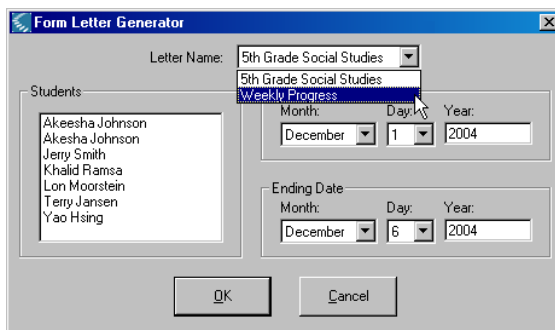 Form Letter Generator
Letter Name: 5th Grade Social Studies
5th Grade Social Studies
Weekly Progress
Students
Akeesha Johnson
Akesha Johnson
Jerry Smith
Khalid Ramsa
Lon Moorstein
Terry Jansen
Yao Hsing
Month: Day: Year:
December 1 2004
Ending Date
Month: Day: Year:
December 6 2004
OK Cancel